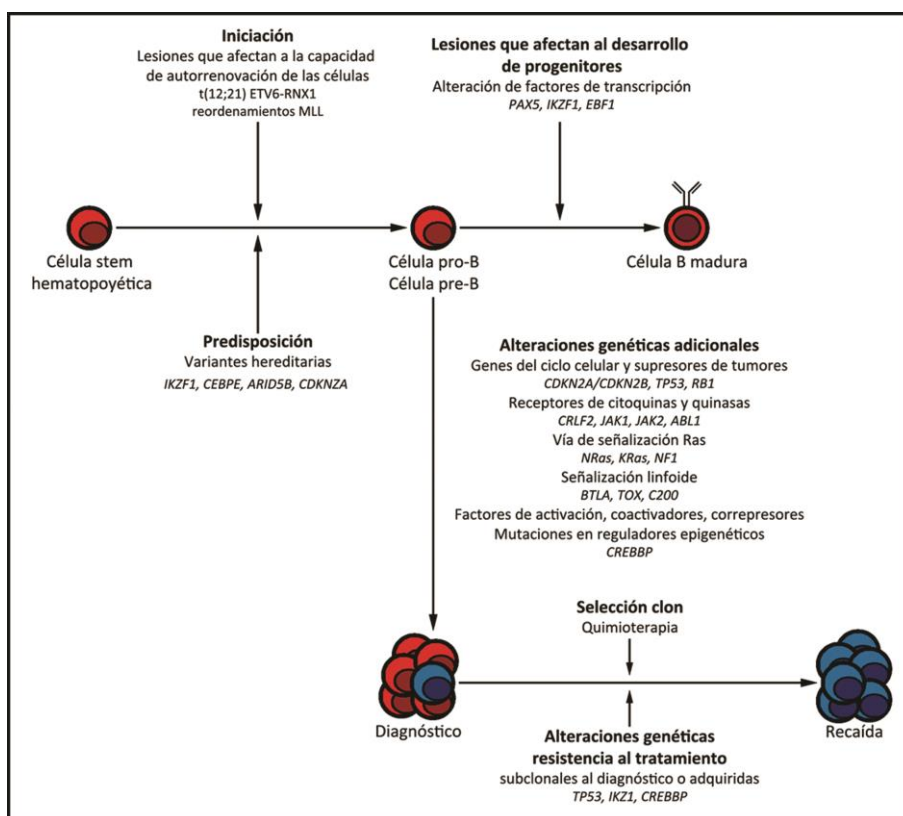 Iniciación
Lesiones que afectan a la capacidad
de autorrenovación de las células
t(12;21) ETV6-RNX1
reordenamientos MLL
Lesiones que afectan al desarrollo
de progenitores
Alteración de factores de transcripción
PAX5, IKZF1, EBF1
Célula stem
hematopoyética
Célula pro-B
Célula pre-B
Célula B madura
Predisposición
Variantes hereditarias
IKZF1, CEBPE, ARID5B, CDKNZA
Alteraciones genéticas adicionales
Genes del ciclo celular y supresores de tumores
CDKN2A/CDKN2B, TP53, RB1
Receptores de citoquinas y quinasas
CRLF2, JAK1, JAK2, ABL1
Vía de señalización Ras
NRas, KRas, NF1
Señalización linfoide
BTLA, TOX, C200
Factores de activación, coactivadores, correpresores
Mutaciones en reguladores epigenéticos
CREBBP
Selección clon
Quimioterapia
Diagnóstico
Recaída
Alteraciones genéticas
resistencia al tratamiento
subclonales al diagnóstico o adquiridas
TP53, IKZ1, CREBBP